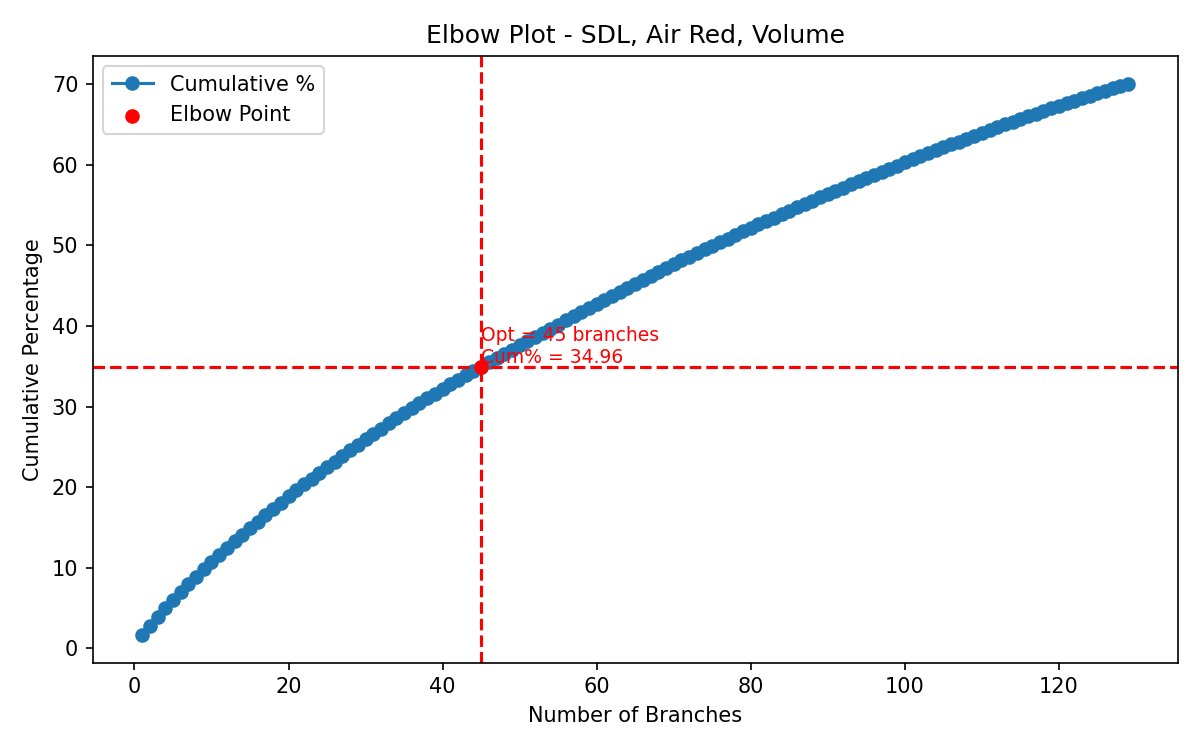 Elbow Plot - SDL, Air Red, Volume
Cumulative %
Elbow Point
Cumulative Percentage
70
60
50
40
30
20
10
0
Opt = 45 branches
Cum% = 34.96
0 20 40 60 80 100 120
Number of Branches